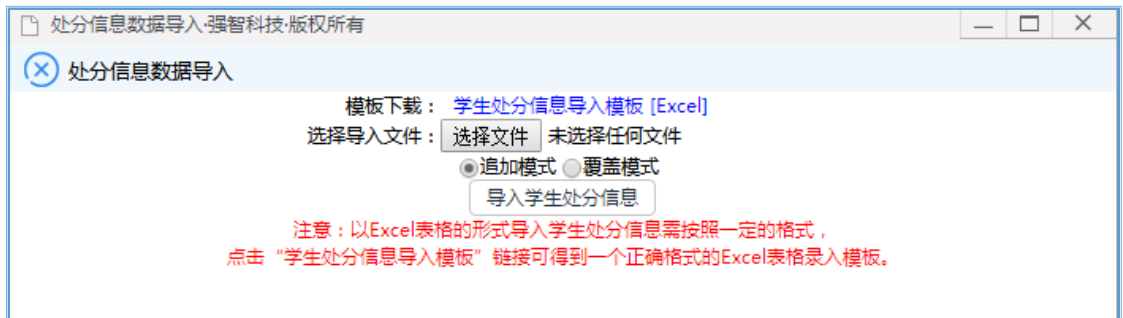 处分信息数据导入·强智科技·版权所有
处分信息数据导入
模板下载： 学生处分信息导入模板 [Excel]
选择导入文件：选择文件 未选择任何文件
追加模式 覆盖模式
导入学生处分信息
注意：以Excel表格的形式导入学生处分信息需按照一定的格式，
点击“学生处分信息导入模板”链接可得到一个正确格式的Excel表格录入模板。